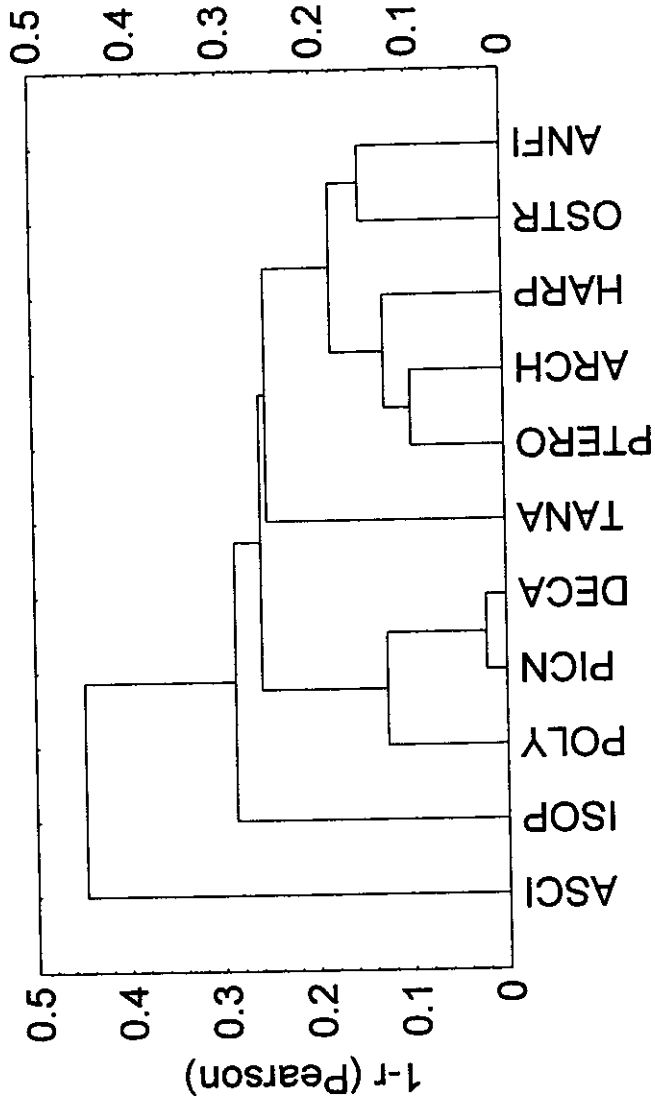 0.5
0.4
0.3
0.2
0.1
0
0.5
0.4
0.3
0.2
0.1
0
1-r (Pearson)
ASCI
ISOP
POLY
PICN
DECA
TANA
PTERO
ARCH
HARP
OSTR
ANFI